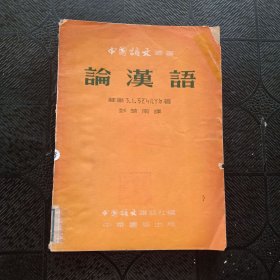 中國語文叢書
論漢語
蘇聯
彭楚南譯
中國語文雜誌社編
中華書局出版